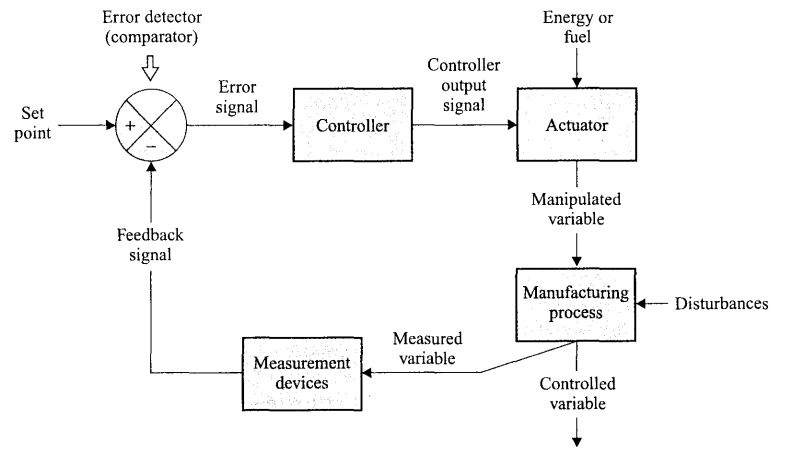 Error detector
(comparator)
Energy or
fuel
Set
point
+
−
Error
signal
Controller
Controller
output
signal
Actuator
Manipulated
variable
Feedback
signal
Manufacturing
process
Disturbances
Measured
variable
Measurement
devices
Controlled
variable